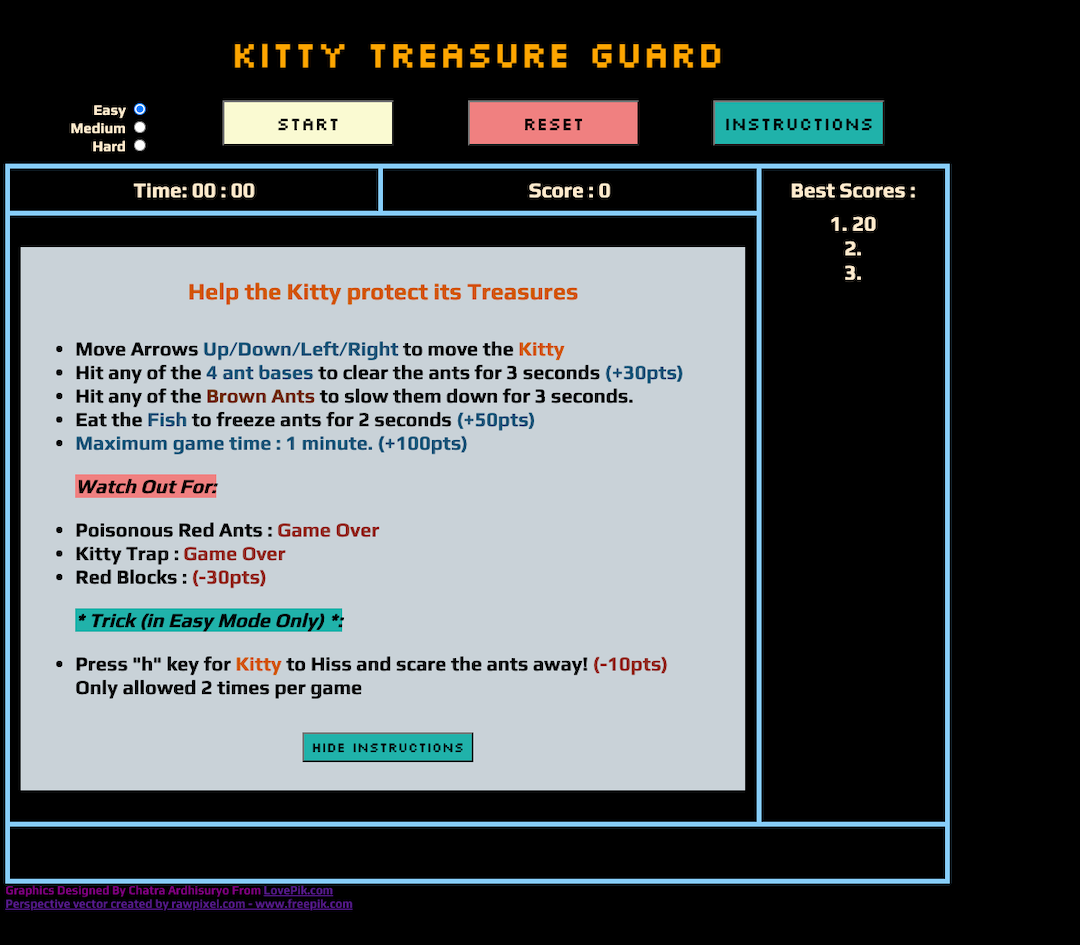 KITTY TREASURE GUARD
Easy
Medium
Hard
START
RESET
INSTRUCTIONS
Time: 00 : 00
Score : 0
Best Scores :
1. 20
2.
3.
Help the Kitty protect its Treasures
• Move Arrows Up/Down/Left/Right to move the Kitty
• Hit any of the 4 ant bases to clear the ants for 3 seconds (+30pts)
• Hit any of the Brown Ants to slow them down for 3 seconds.
• Eat the Fish to freeze ants for 2 seconds (+50pts)
• Maximum game time : 1 minute. (+100pts)
Watch Out For:
• Poisonous Red Ants : Game Over
• Kitty Trap : Game Over
• Red Blocks : (-30pts)
* Trick (in Easy Mode Only) *:
• Press "h" key for Kitty to Hiss and scare the ants away! (-10pts)
Only allowed 2 times per game
HIDE INSTRUCTIONS
Graphics Designed By Chatra Ardhisuryo From LovePik.com
Perspective vector created by rawpixel.com - www.freepik.com